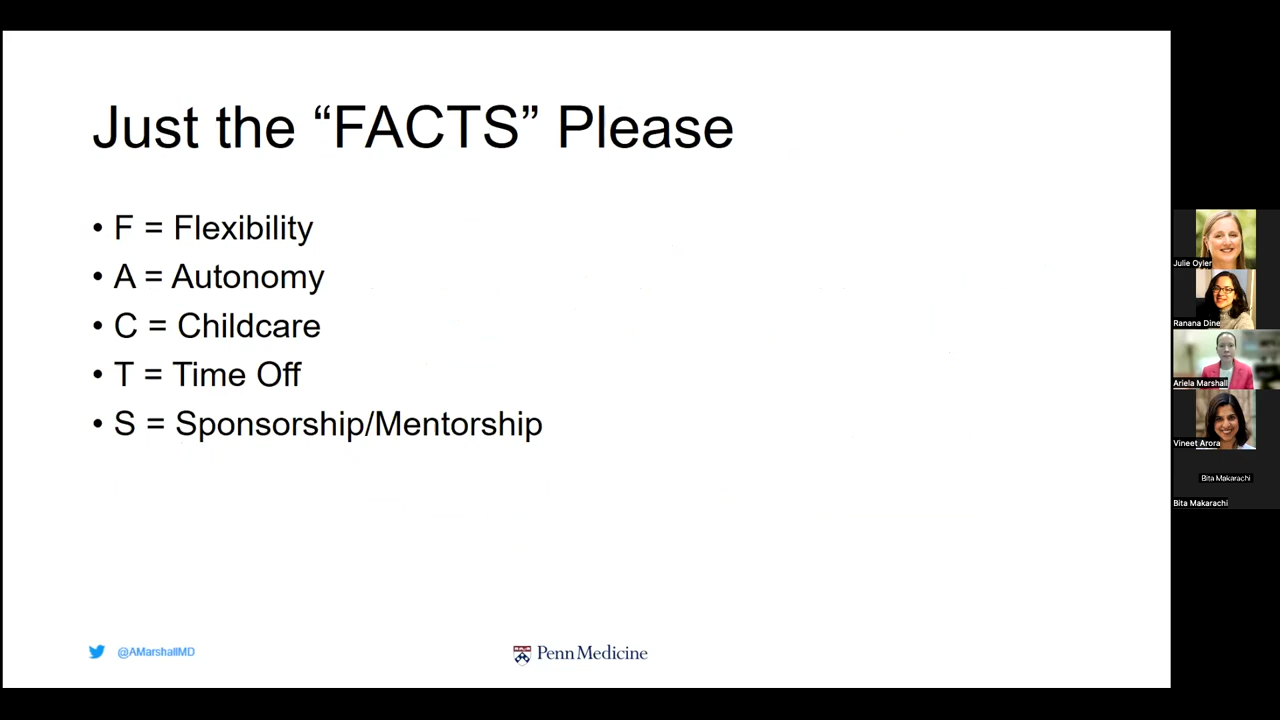 Just the “FACTS” Please
• F = Flexibility
• A = Autonomy
• C = Childcare
• T = Time Off
• S = Sponsorship/Mentorship
@AMarshallMD
Penn Medicine
Julie Oyler
Ranana Dine
Ariela Marshall
Vineet Arora
Bita Makarachi
Bita Makarachi